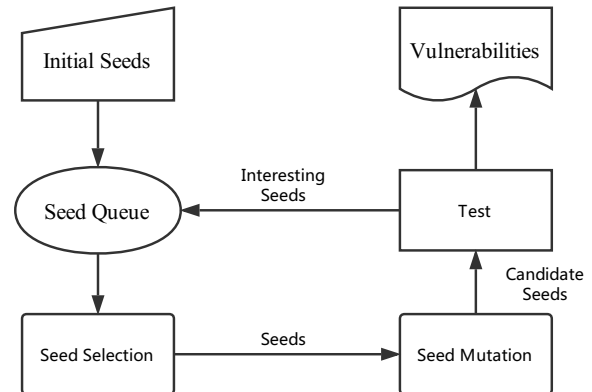 Initial Seeds
Vulnerabilities
Interesting
Seeds
Seed Queue
Test
Candidate
Seeds
Seed Selection
Seeds
Seed Mutation